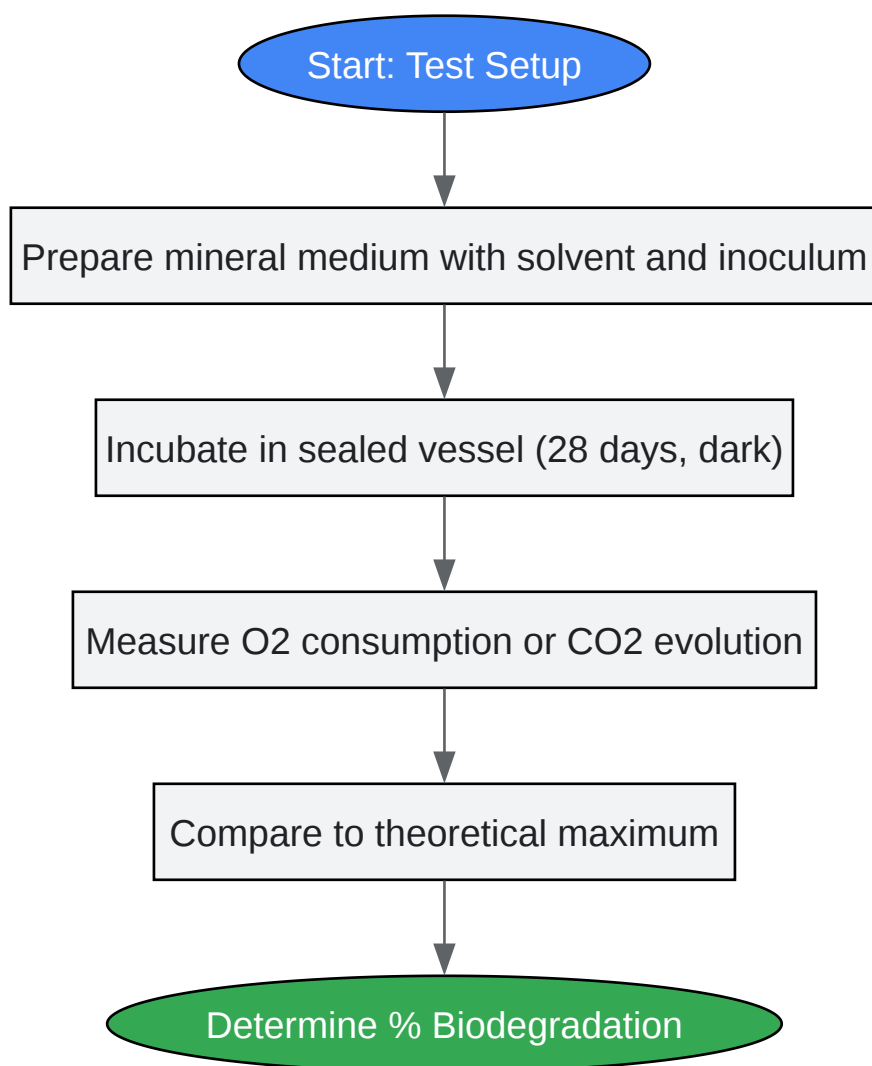 Start: Test Setup
Prepare mineral medium with solvent and inoculum
Incubate in sealed vessel (28 days, dark)
Measure O2 consumption or CO2 evolution
Compare to theoretical maximum
Determine % Biodegradation